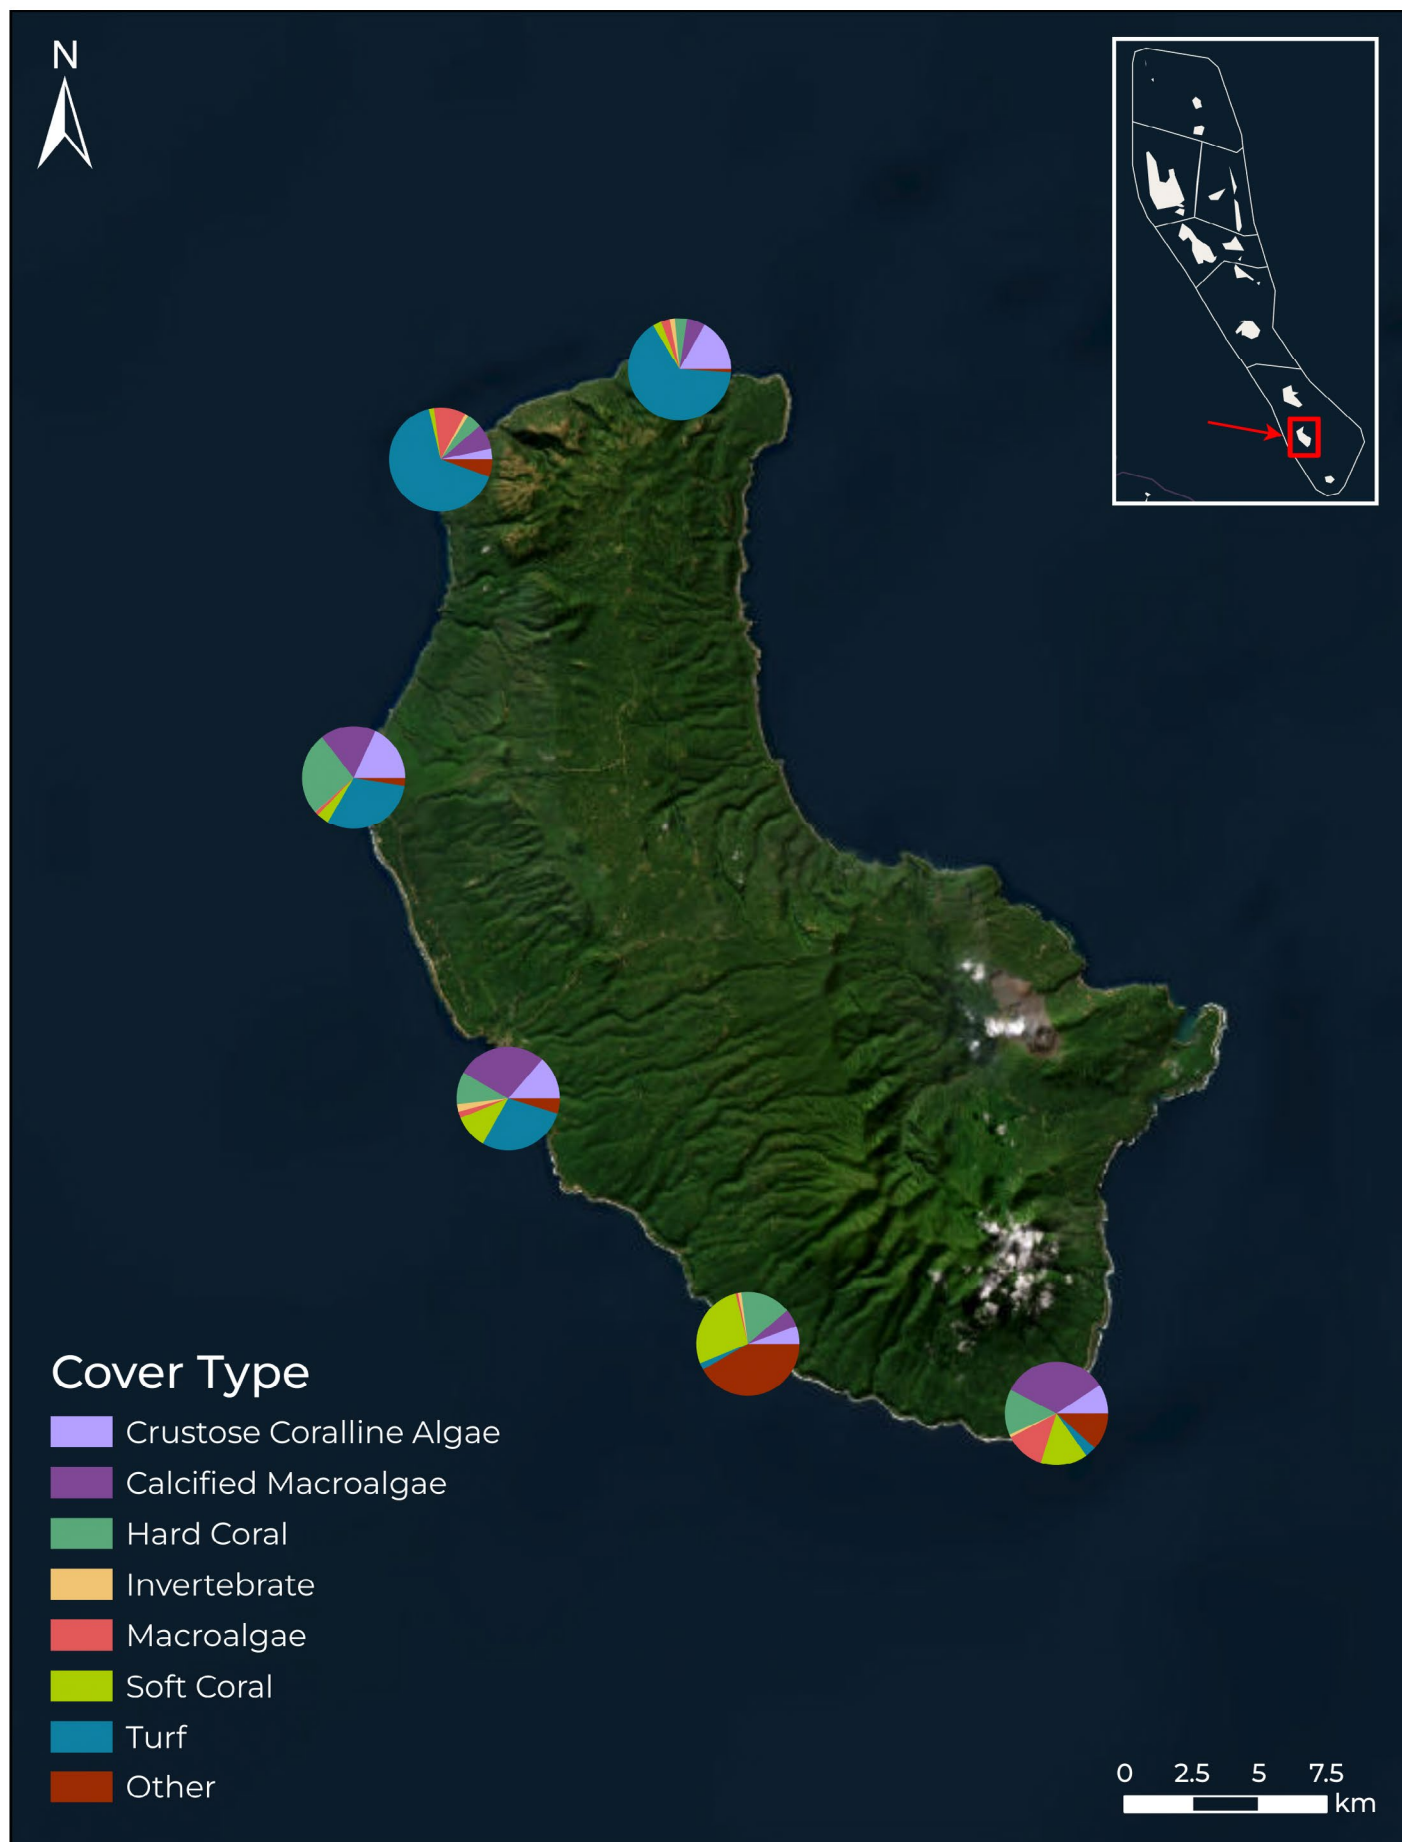 N
Cover Type
Crustose Coralline Algae
Calcified Macroalgae
Hard Coral
Invertebrate
Macroalgae
Soft Coral
Turf
Other
0 2.5 5 7.5
km